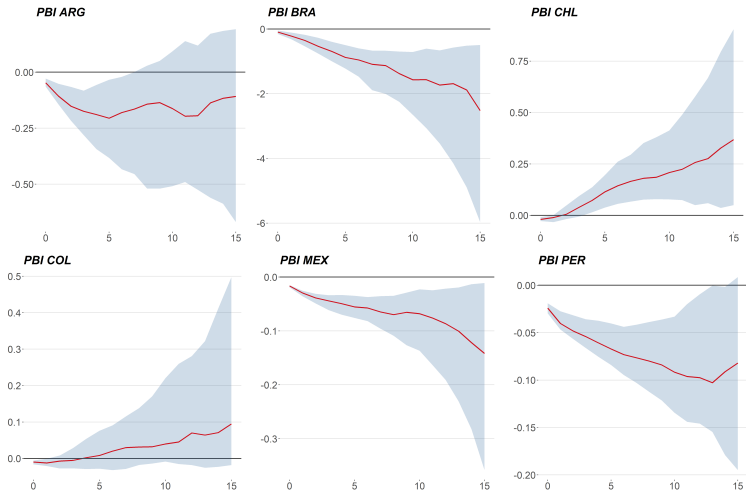 PBI ARG
0.00
-0.25
-0.50
0 5 10 15
PBI BRA
0
-2
-4
-6
0 5 10 15
PBI CHL
0.75
0.50
0.25
0.00
0 5 10 15
PBI COL
0.5
0.4
0.3
0.2
0.1
0.0
0 5 10 15
PBI MEX
0.0
-0.1
-0.2
-0.3
0 5 10 15
PBI PER
0.00
-0.05
-0.10
-0.15
-0.20
0 5 10 15